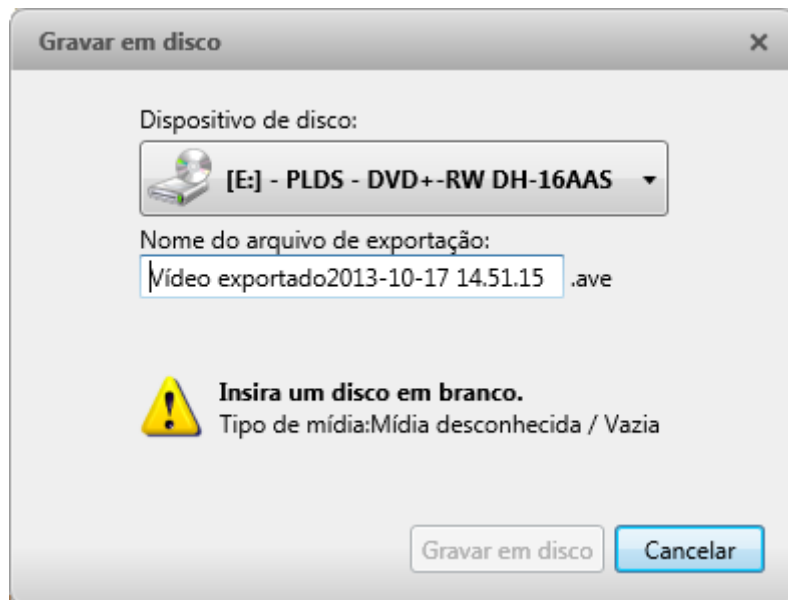 Gravar em disco
Dispositivo de disco:
[E:] - PLDS - DVD+-RW DH-16AAS
Nome do arquivo de exportação:
Vídeo exportado2013-10-17 14.51.15 .ave
Insira um disco em branco.
Tipo de mídia:Mídia desconhecida / Vazia
Gravar em disco Cancelar